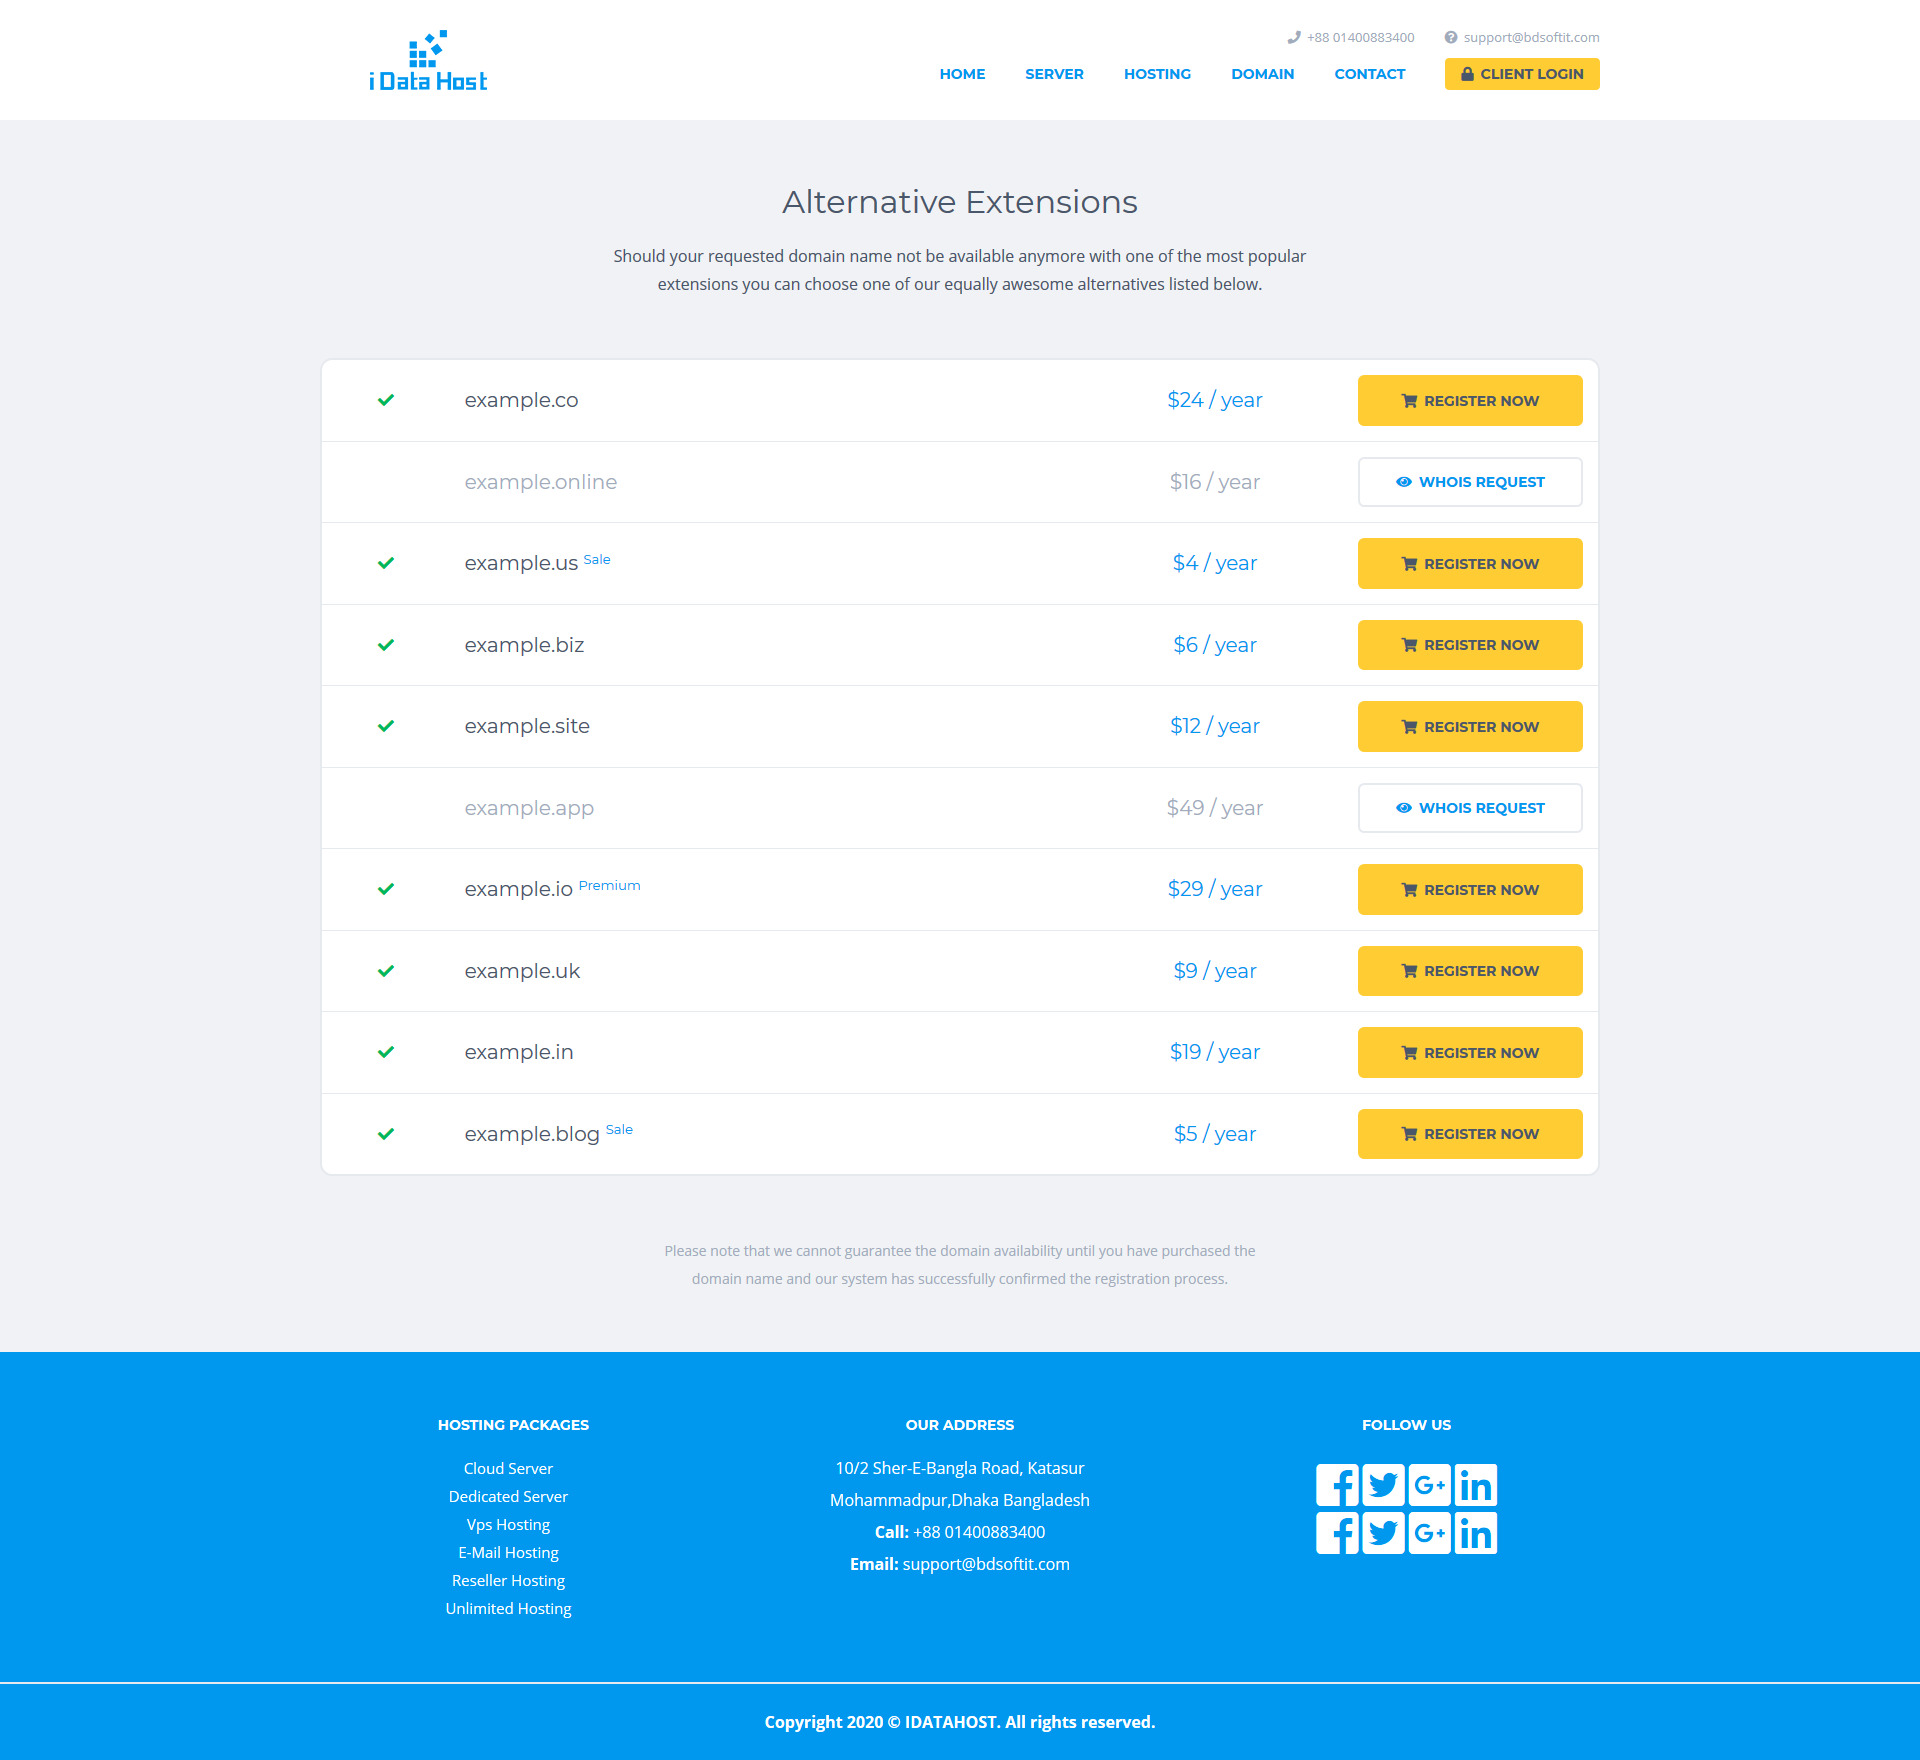 i Data Host
+88 01400883400
support@bdsoftit.com
HOME
SERVER
HOSTING
DOMAIN
CONTACT
CLIENT LOGIN
Alternative Extensions
Should your requested domain name not be available anymore with one of the most popular
extensions you can choose one of our equally awesome alternatives listed below.
example.co $24 / year REGISTER NOW
example.online $16 / year WHOIS REQUEST
example.us Sale $4 / year REGISTER NOW
example.biz $6 / year REGISTER NOW
example.site $12 / year REGISTER NOW
example.app $49 / year WHOIS REQUEST
example.io Premium $29 / year REGISTER NOW
example.uk $9 / year REGISTER NOW
example.in $19 / year REGISTER NOW
example.blog Sale $5 / year REGISTER NOW
Please note that we cannot guarantee the domain availability until you have purchased the
domain name and our system has successfully confirmed the registration process.
HOSTING PACKAGES
Cloud Server
Dedicated Server
Vps Hosting
E-Mail Hosting
Reseller Hosting
Unlimited Hosting
OUR ADDRESS
10/2 Sher-E-Bangla Road, Katasur
Mohammadpur,Dhaka Bangladesh
Call: +88 01400883400
Email: support@bdsoftit.com
FOLLOW US
Copyright 2020 © IDATAHOST. All rights reserved.